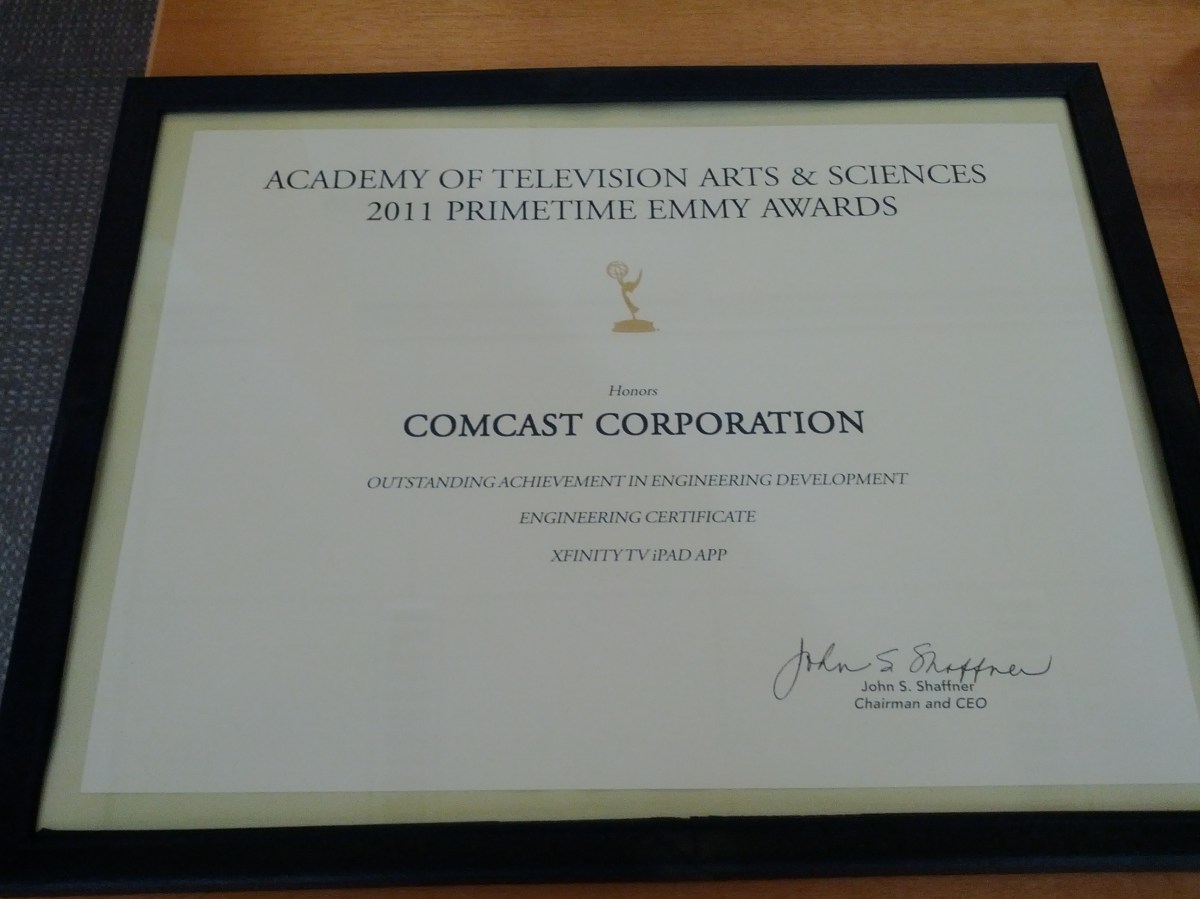 ACADEMY OF TELEVISION ARTS & SCIENCES
2011 PRIMETIME EMMY AWARDS
Honors
COMCAST CORPORATION
OUTSTANDING ACHIEVEMENT IN ENGINEERING DEVELOPMENT
ENGINEERING CERTIFICATE
XFINITY TV iPAD APP
John S. Shaffner
John S. Shaffner
Chairman and CEO